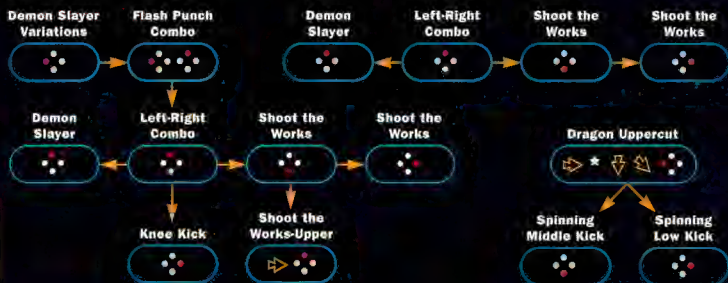 Demon Slayer Variations
Flash Punch Combo
Demon Slayer
Left-Right Combo
Shoot the Works
Shoot the Works
Demon Slayer
Left-Right Combo
Shoot the Works
Shoot the Works
Dragon Uppercut
Knee Kick
Shoot the Works-Upper
Spinning Middle Kick
Spinning Low Kick